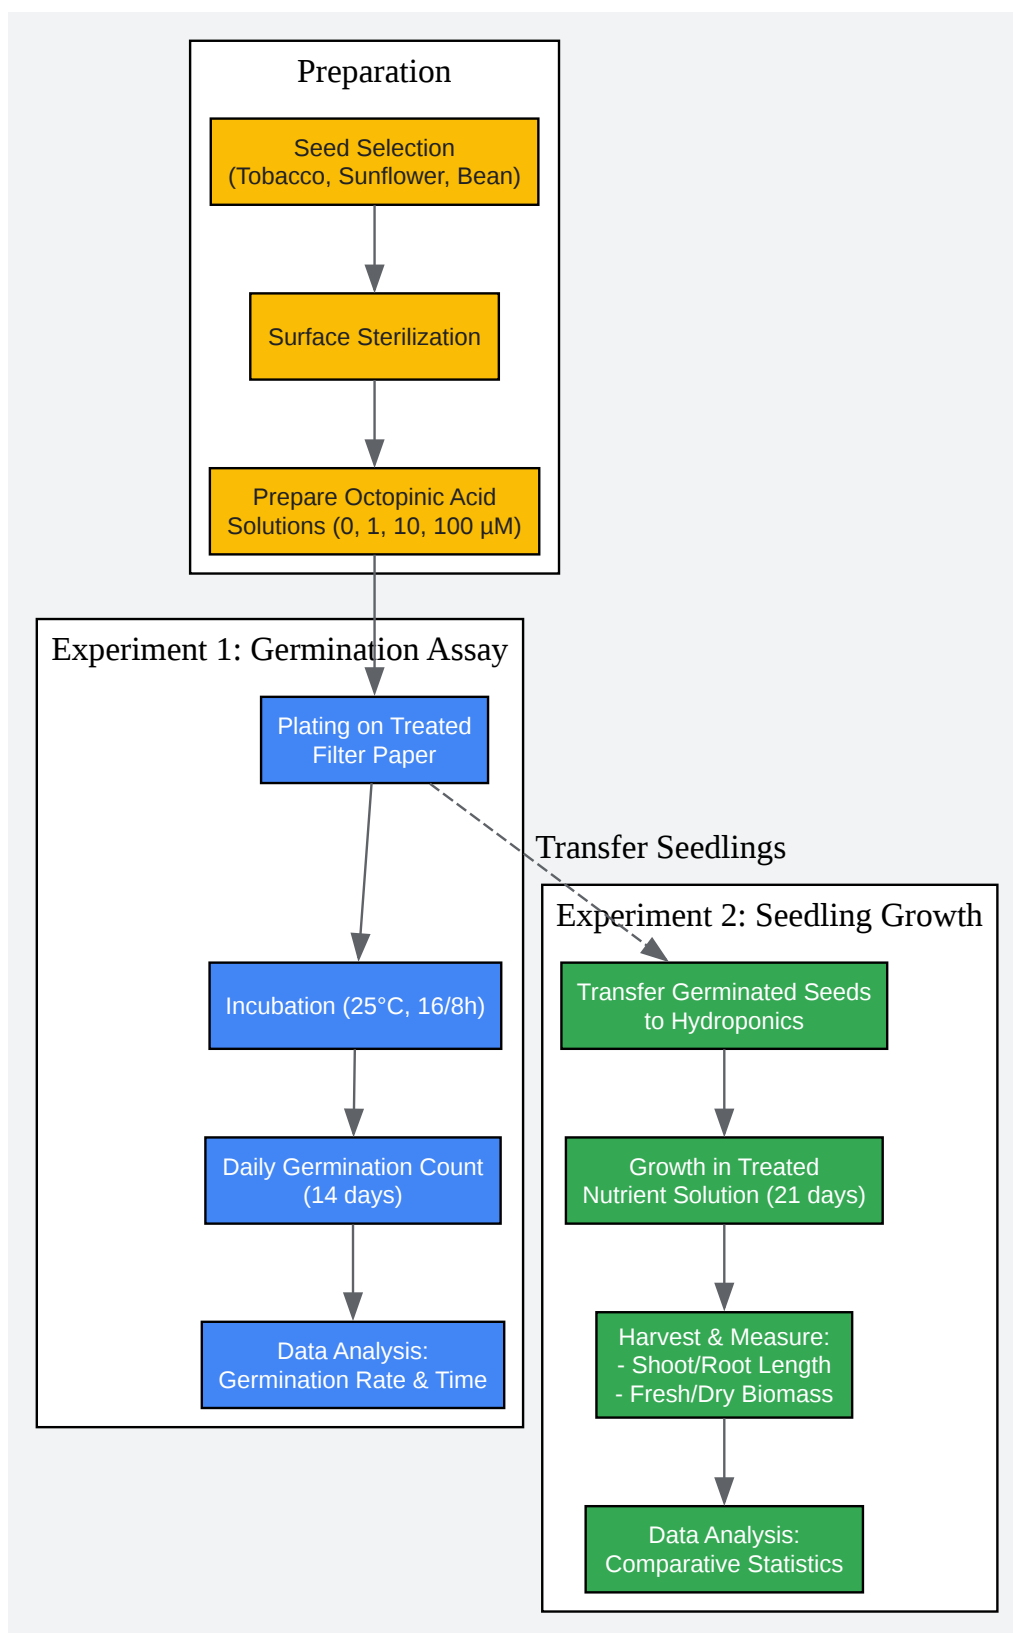 Preparation
Seed Selection
(Tobacco, Sunflower, Bean)
Surface Sterilization
Prepare Octopinic Acid
Solutions (0, 1, 10, 100 µM)
Experiment 1: Germination Assay
Plating on Treated
Filter Paper
Transfer Seedlings
Incubation (25°C, 16/8h)
Daily Germination Count
(14 days)
Data Analysis:
Germination Rate & Time
Experiment 2: Seedling Growth
Transfer Germinated Seeds
to Hydroponics
Growth in Treated
Nutrient Solution (21 days)
Harvest & Measure:
- Shoot/Root Length
- Fresh/Dry Biomass
Data Analysis:
Comparative Statistics